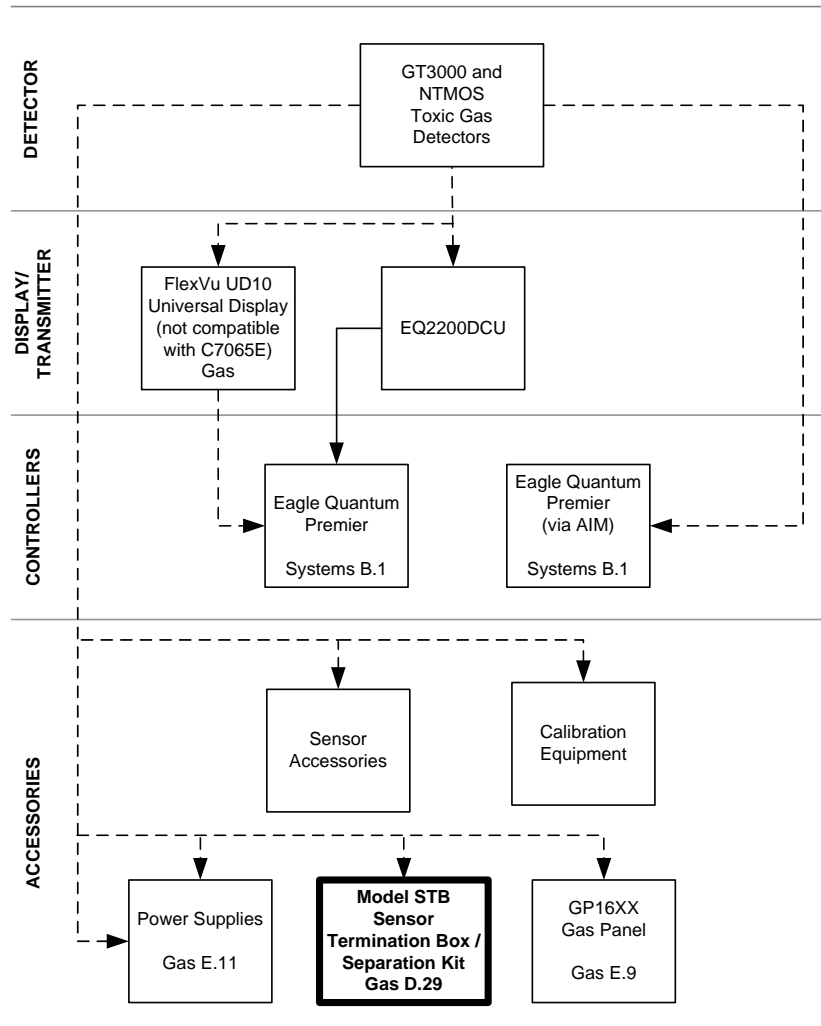 DETECTOR
GT3000 and
NTMOS
Toxic Gas
Detectors
DISPLAY/
TRANSMITTER
FlexVu UD10
Universal Display
(not compatible
with C7065E)
Gas
EQ2200DCU
CONTROLLERS
Eagle Quantum
Premier
Systems B.1
Eagle Quantum
Premier
(via AIM)
Systems B.1
ACCESSORIES
Sensor
Accessories
Calibration
Equipment
Power Supplies
Gas E.11
Model STB
Sensor
Termination Box /
Separation Kit
Gas D.29
GP16XX
Gas Panel
Gas E.9